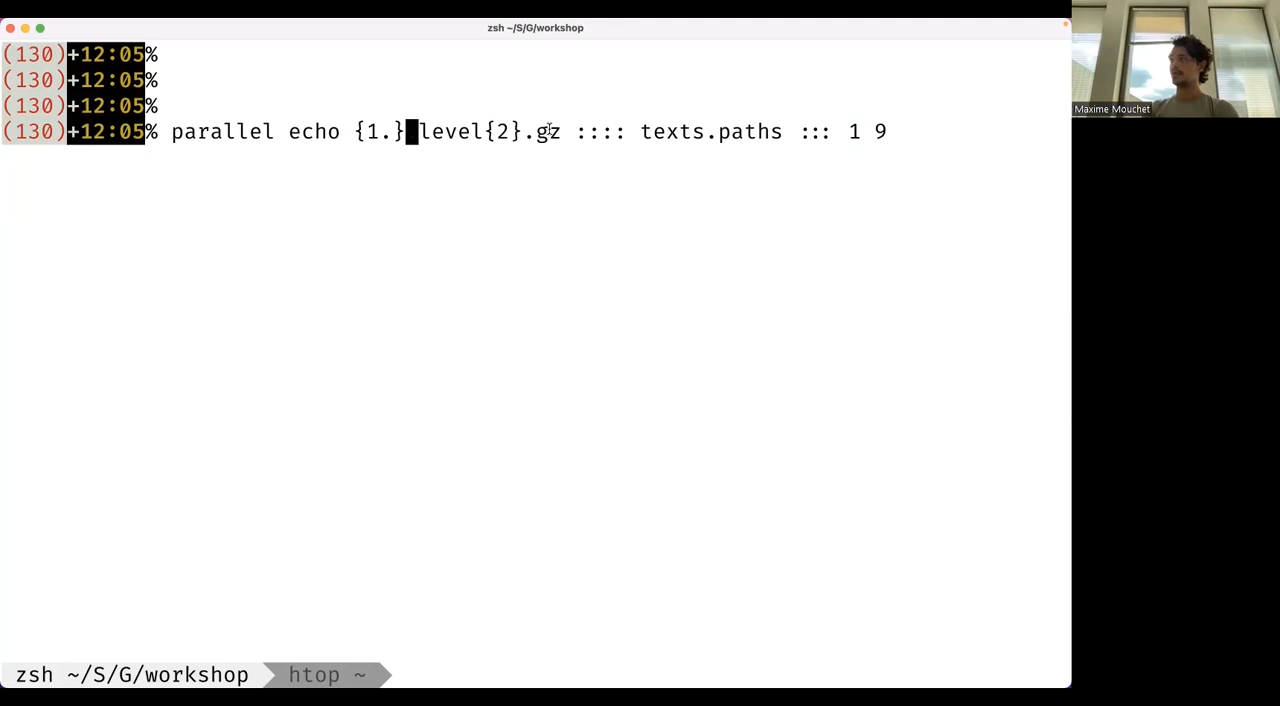 zsh ~/S/G/workshop
(130)+12:05%
(130)+12:05%
(130)+12:05%
(130)+12:05% parallel echo {1.} level{2}.gz :::: texts.paths ::: 1 9
Maxime Mouchet
zsh ~/S/G/workshop htop ~